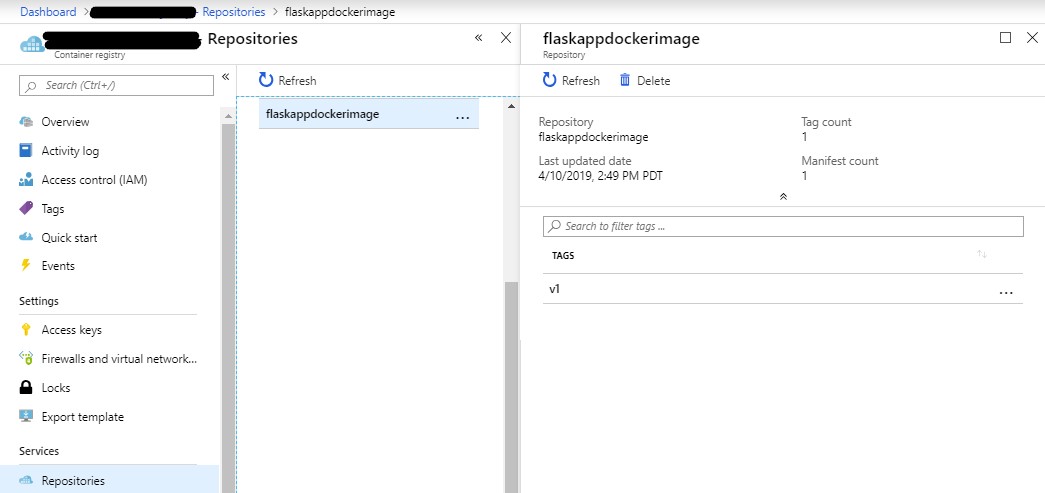 Dashboard > Repositories > flaskappdockerimage
Repositories
Container registry
Search (Ctrl+/)
Overview
Activity log
Access control (IAM)
Tags
Quick start
Events
Settings
Access keys
Firewalls and virtual network...
Locks
Export template
Services
Repositories
Refresh
flaskappdockerimage
...
flaskappdockerimage
Repository
Refresh Delete
Repository Tag count
flaskappdockerimage 1
Last updated date Manifest count
4/10/2019, 2:49 PM PDT 1
Search to filter tags ...
TAGS
v1 ...